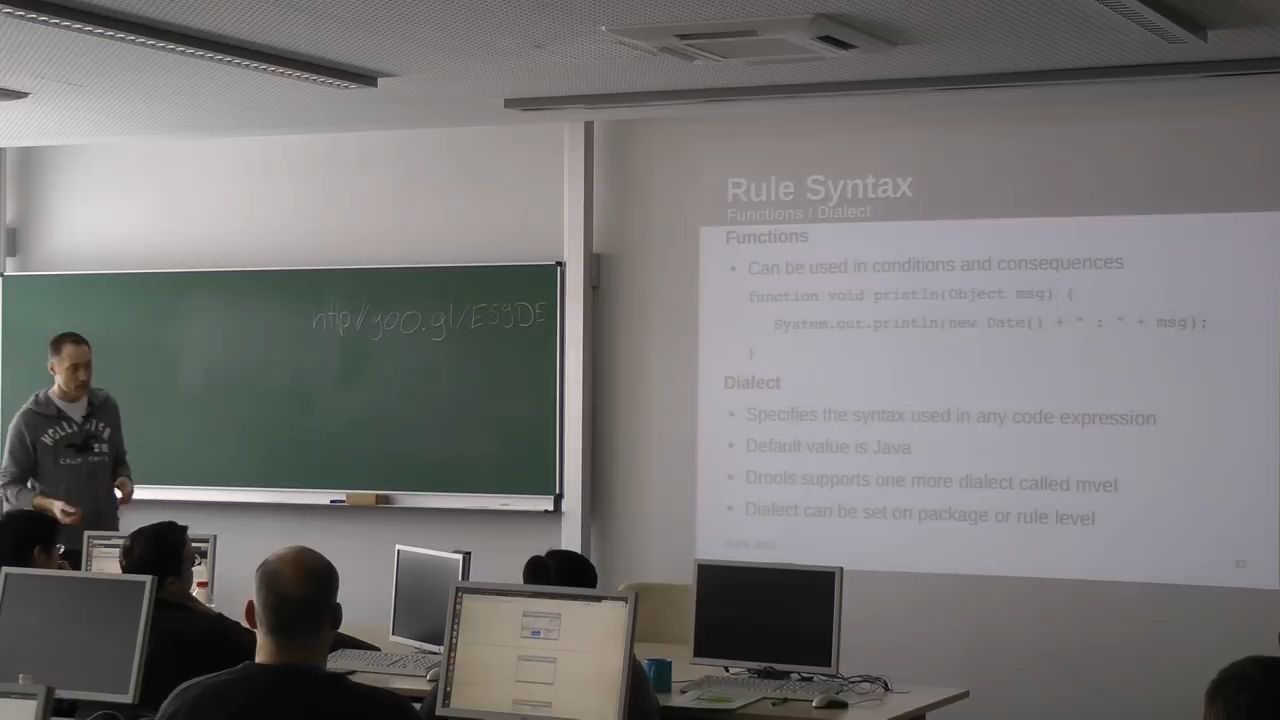 http://goo.gl/ES9DE
HOLLISTER
CALIFORNIA
Rule Syntax
Functions / Dialect
Functions
• Can be used in conditions and consequences
function void println(Object msg) {
System.out.println(new Date() + " : " + msg);
}
Dialect
• Specifies the syntax used in any code expression
• Default value is Java
• Drools supports one more dialect called mvel
• Dialect can be set on package or rule level
32